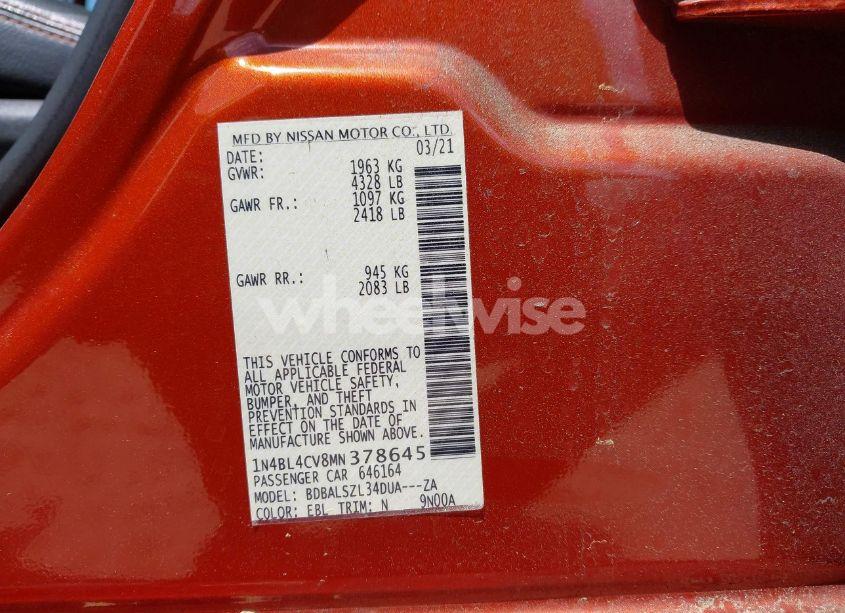 MFD BY NISSAN MOTOR CO., LTD.
DATE: 03/21
GVWR: 1963 KG
4328 LB
GAWR FR.: 1097 KG
2418 LB
GAWR RR.: 945 KG
2083 LB
wheelwise
THIS VEHICLE CONFORMS TO
ALL APPLICABLE FEDERAL
MOTOR VEHICLE SAFETY,
BUMPER, AND THEFT
PREVENTION STANDARDS IN
EFFECT ON THE DATE OF
MANUFACTURE SHOWN ABOVE.
1N4BL4CV8MN378645
PASSENGER CAR 646164
MODEL: BDBALSZL34DUA---ZA
COLOR: EBL TRIM: N 9N00A